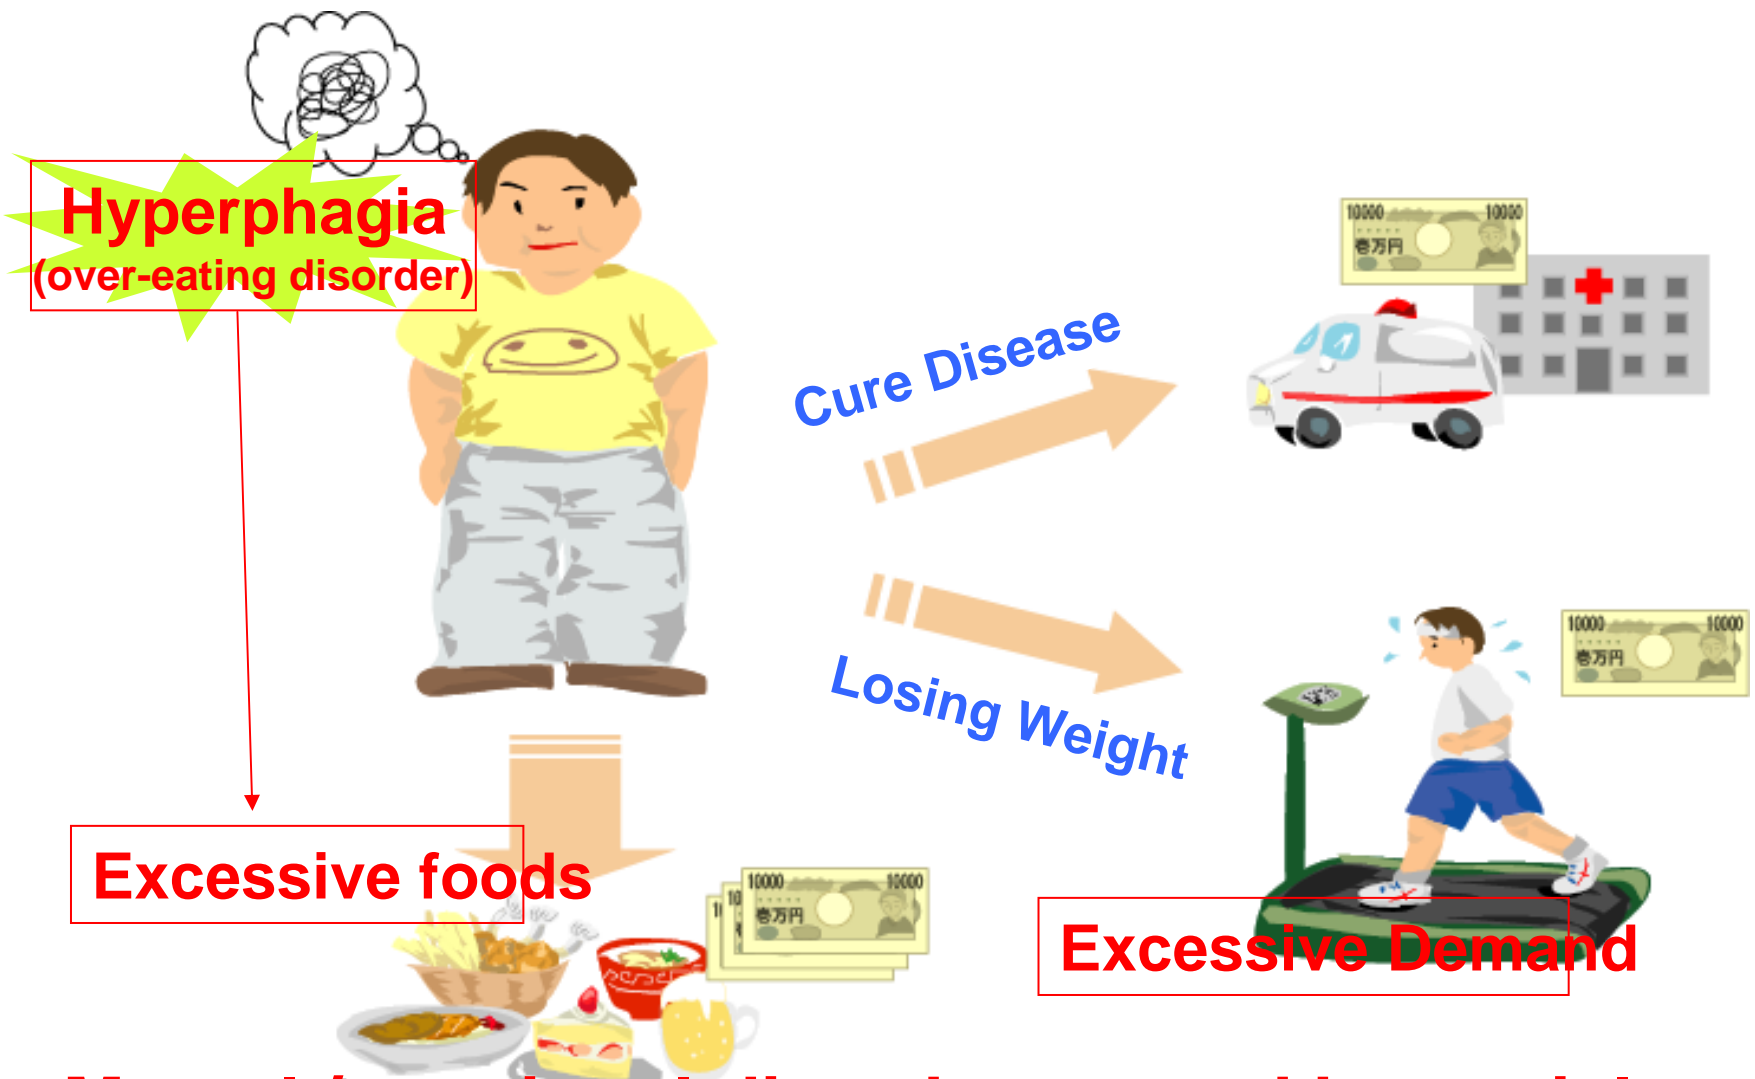 Hyperphagia
(over-eating disorder)
10000 10000
壱万円
Cure Disease
10000 10000
壱万円
Losing Weight
Excessive foods
10000 10000
壱万円
Excessive Demand